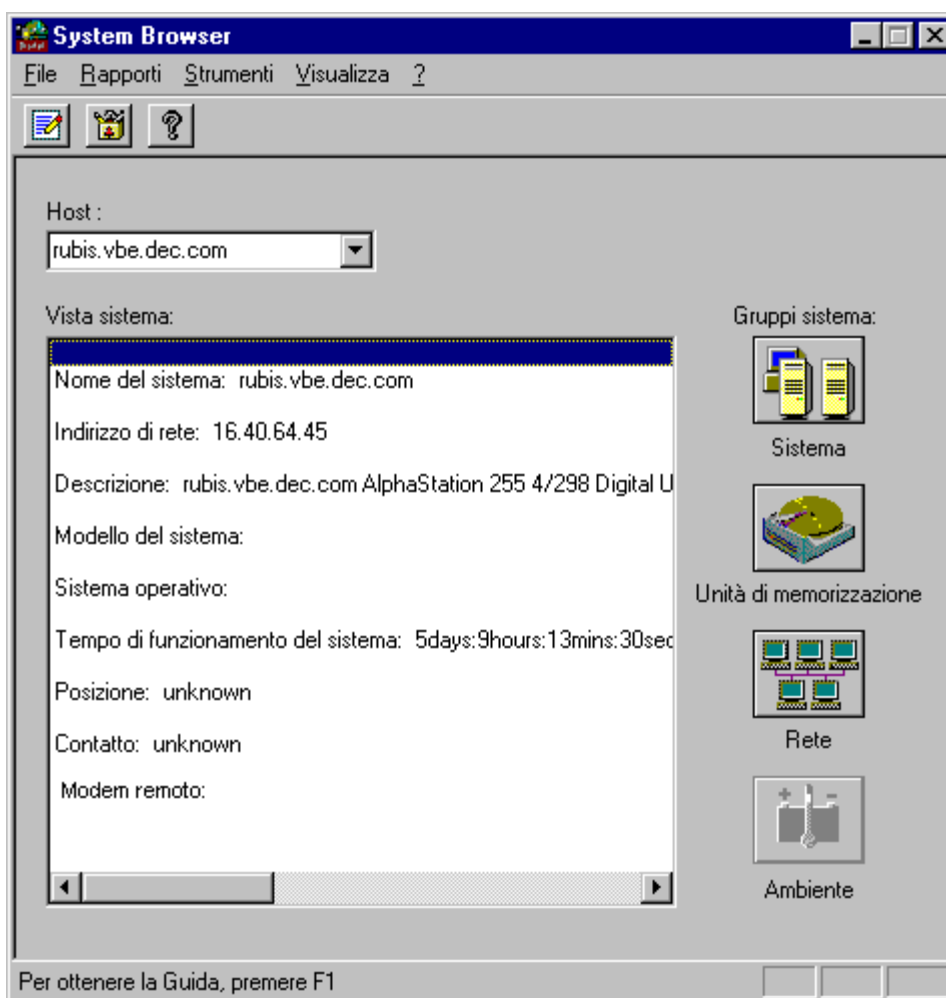 System Browser
File Rapporti Strumenti Visualizza ?
Host :
rubis.vbe.dec.com
Vista sistema:
Gruppi sistema:
Nome del sistema: rubis.vbe.dec.com
Indirizzo di rete: 16.40.64.45
Sistema
Descrizione: rubis.vbe.dec.com AlphaStation 255 4/298 Digital U
Modello del sistema:
Sistema operativo:
Unità di memorizzazione
Tempo di funzionamento del sistema: 5days:9hours:13mins:30sec
Posizione: unknown
Contatto: unknown
Rete
Modem remoto:
Ambiente
Per ottenere la Guida, premere F1